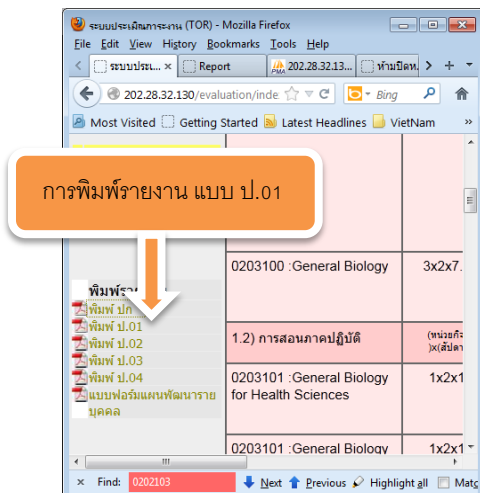 ระบบประเมินภาระงาน (TOR) - Mozilla Firefox
File Edit View History Bookmarks Tools Help
ระบบประเ... × Report 202.28.32.13... ห้ามปิดห.
202.28.32.130/evaluation/inde Bing
Most Visited Getting Started Latest Headlines VietNam »
การพิมพ์รายงาน แบบ ป.01
0203100 :General Biology 3x2x7.
พิมพ์ ป.01
พิมพ์ ป.02
พิมพ์ ป.03
พิมพ์ ป.04
แบบฟอร์มแผนพัฒนาราย
บุคคล
1.2) การสอนภาคปฏิบัติ
0203101 :General Biology 1x2x1
for Health Sciences
0203101 :General Biology 1x2x1
× Find: 0202103 Next Previous Highlight all Matc